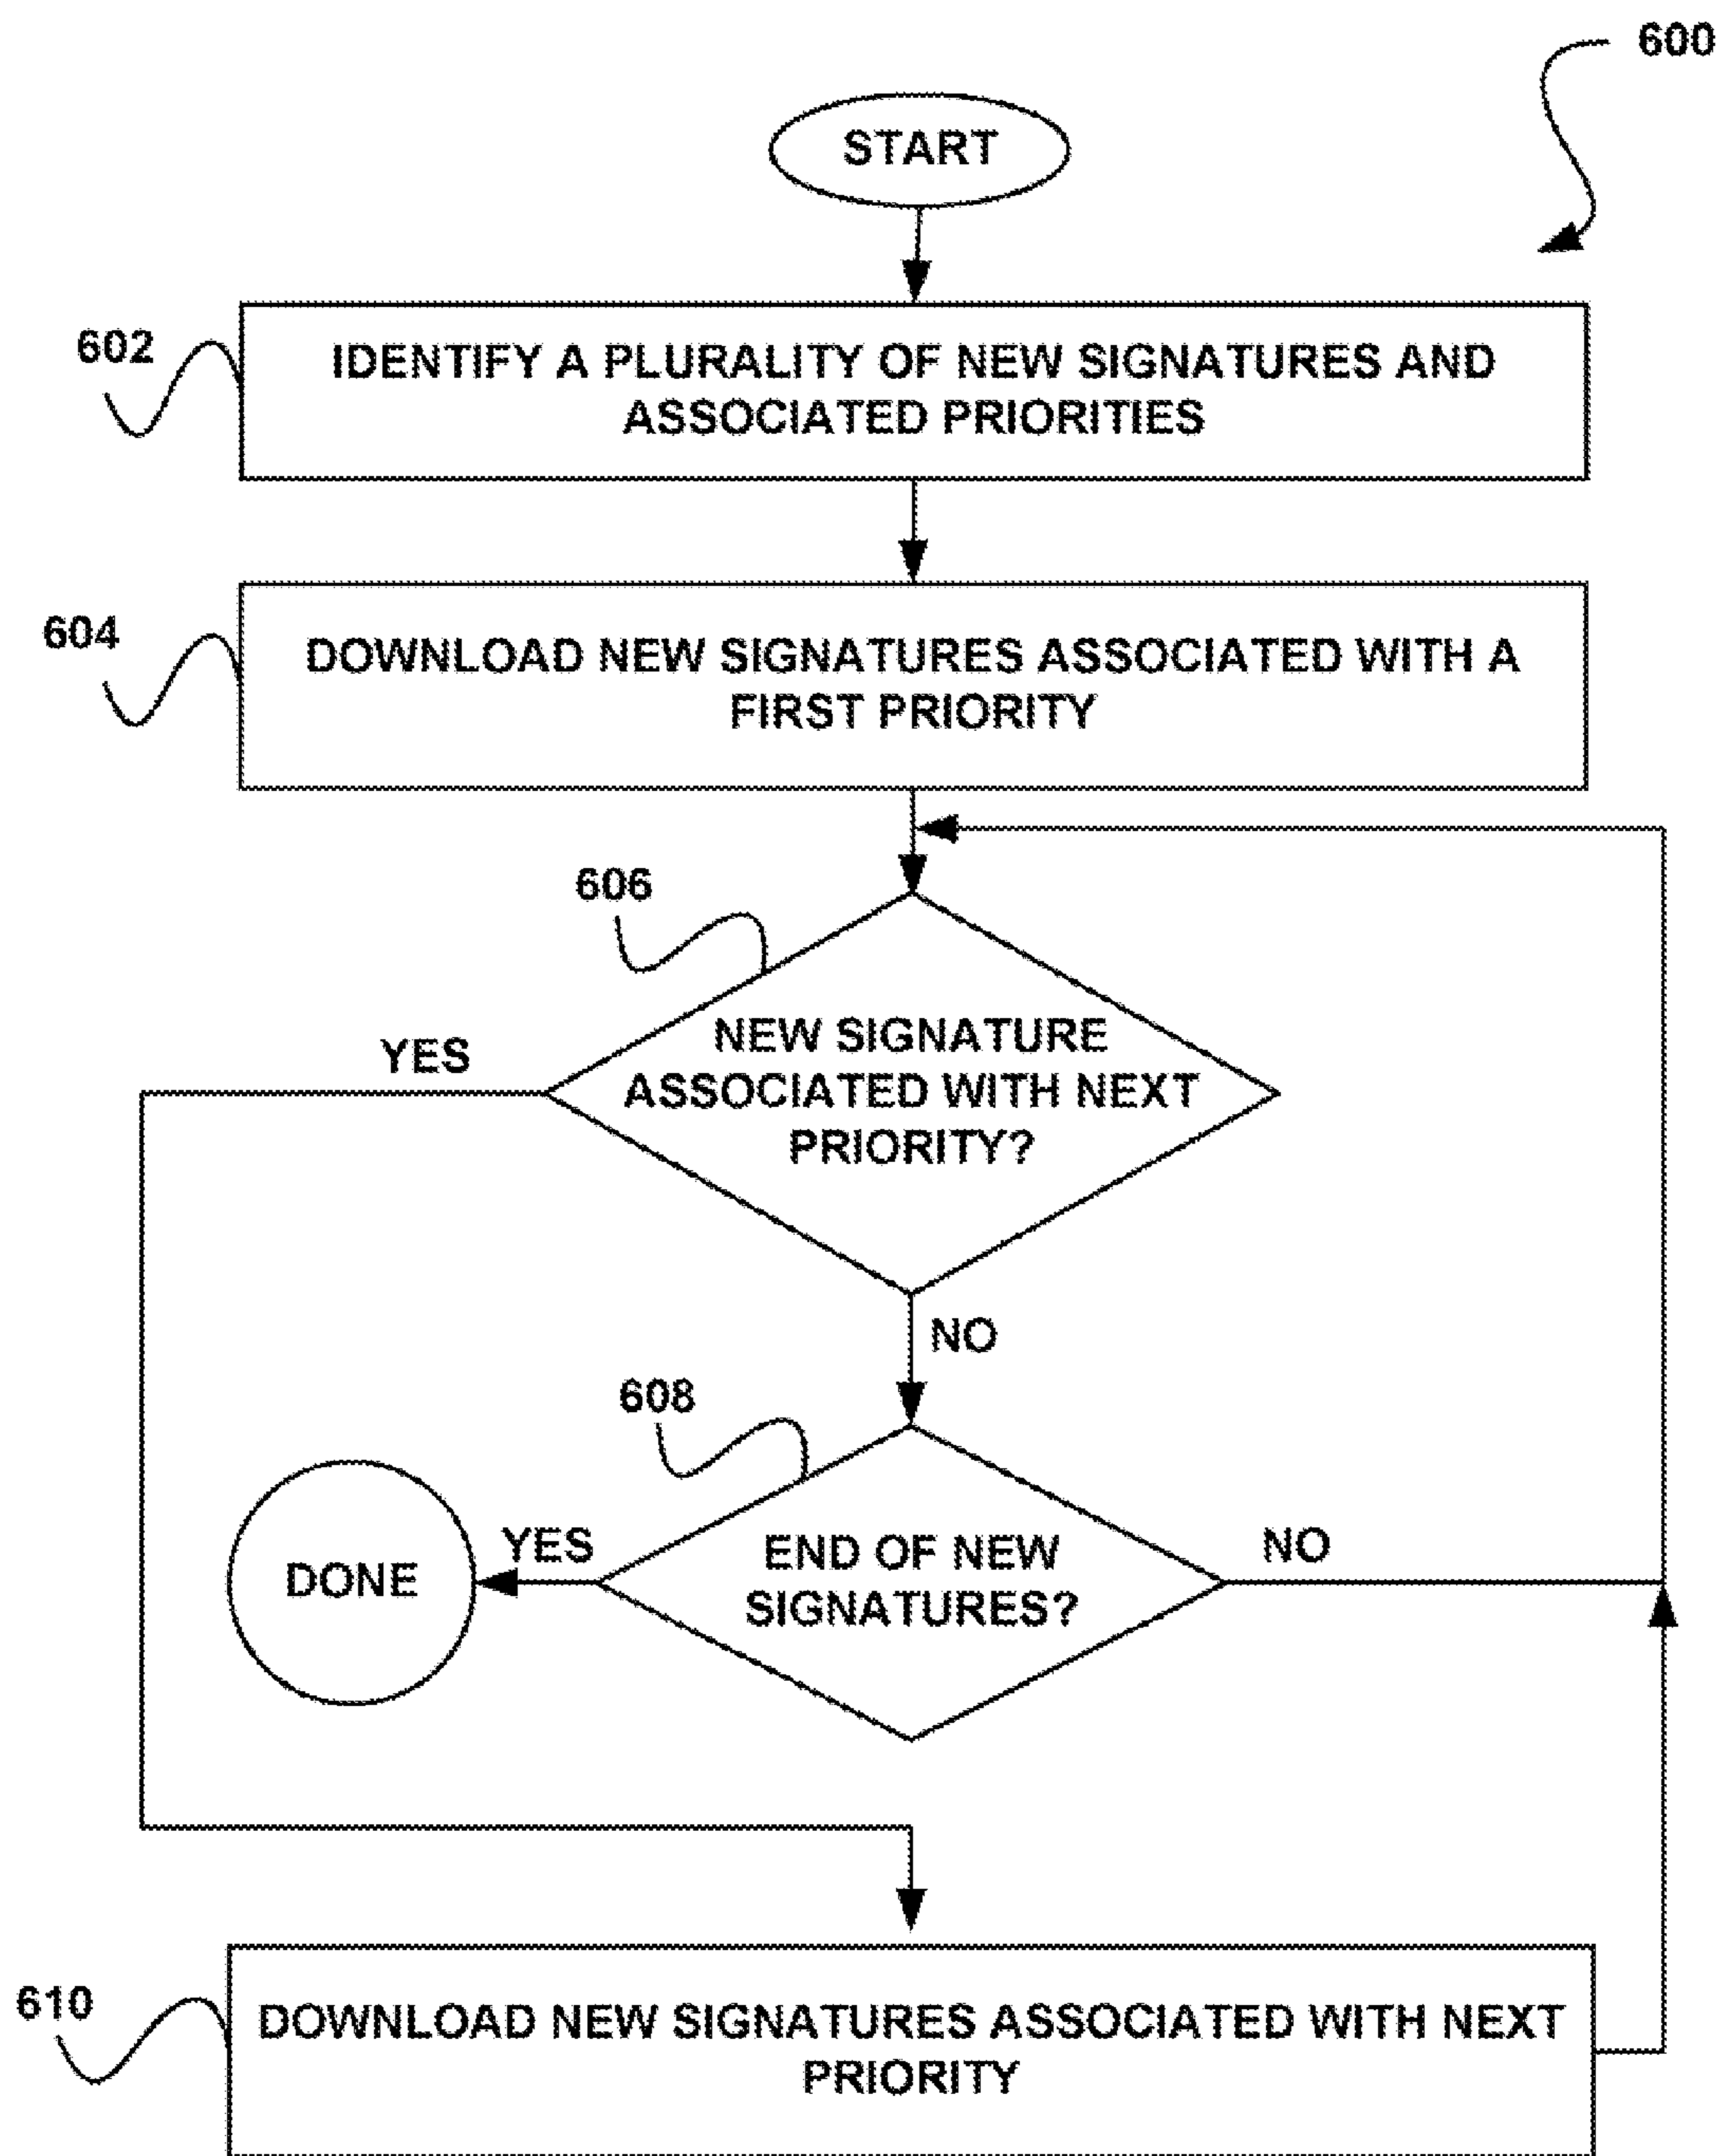 600
START
602
IDENTIFY A PLURALITY OF NEW SIGNATURES AND
ASSOCIATED PRIORITIES
604
DOWNLOAD NEW SIGNATURES ASSOCIATED WITH A
FIRST PRIORITY
606
NEW SIGNATURE
ASSOCIATED WITH NEXT
PRIORITY?
YES
NO
608
END OF NEW
SIGNATURES?
YES
NO
DONE
610
DOWNLOAD NEW SIGNATURES ASSOCIATED WITH NEXT
PRIORITY